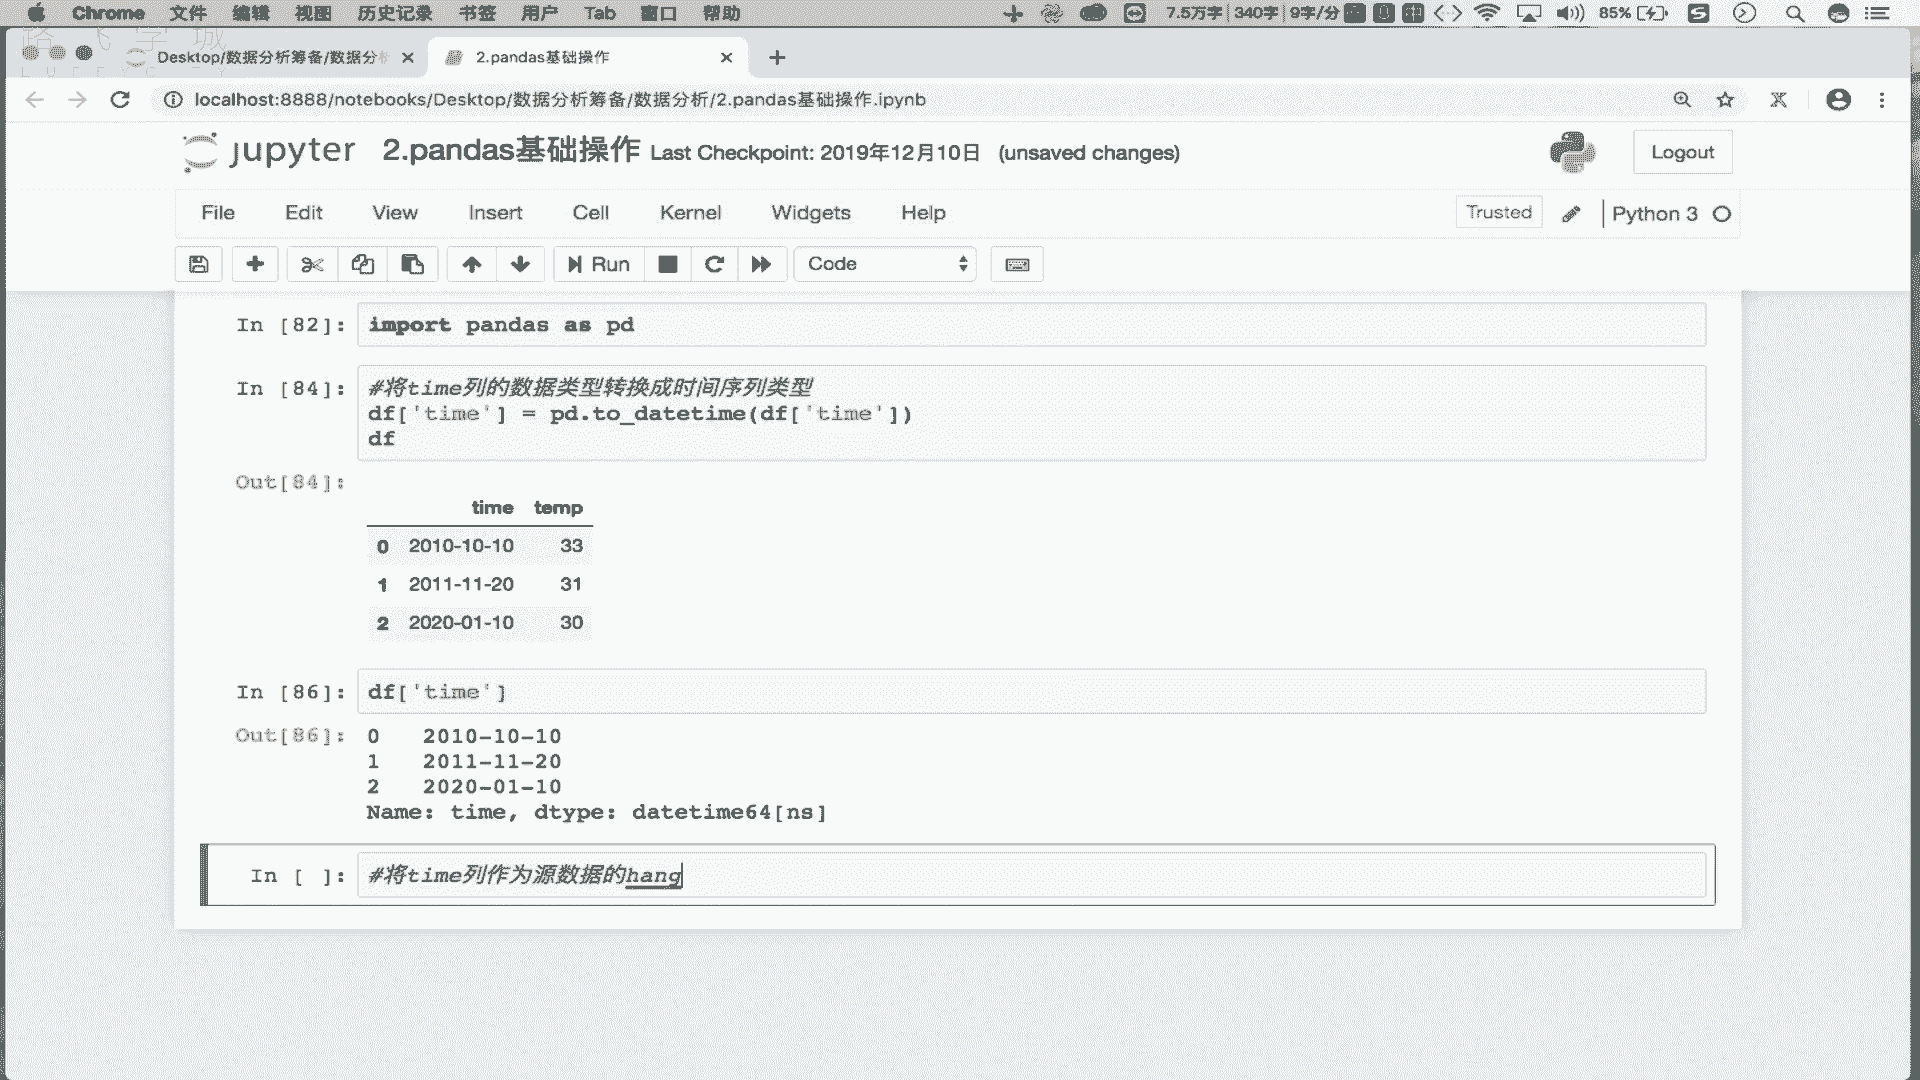 Chrome 文件 编辑 视图 历史记录 书签 用户 Tab 窗口 帮助 7.5万字 340字 9字/分 85%
路飞学城
Desktop/数据分析筹备/数据分析 2.pandas基础操作
localhost:8888/notebooks/Desktop/数据分析筹备/数据分析/2.pandas基础操作.ipynb
jupyter 2.pandas基础操作 Last Checkpoint: 2019年12月10日 (unsaved changes) Logout
File Edit View Insert Cell Kernel Widgets Help Trusted Python 3
Run Code
In [82]: import pandas as pd
In [84]: #将time列的数据类型转换成时间序列类型
df['time'] = pd.to_datetime(df['time'])
df
Out[84]:
time temp
0 2010-10-10 33
1 2011-11-20 31
2 2020-01-10 30
In [86]: df['time']
Out[86]: 0 2010-10-10
1 2011-11-20
2 2020-01-10
Name: time, dtype: datetime64[ns]
In [ ]: #将time列作为源数据的hang